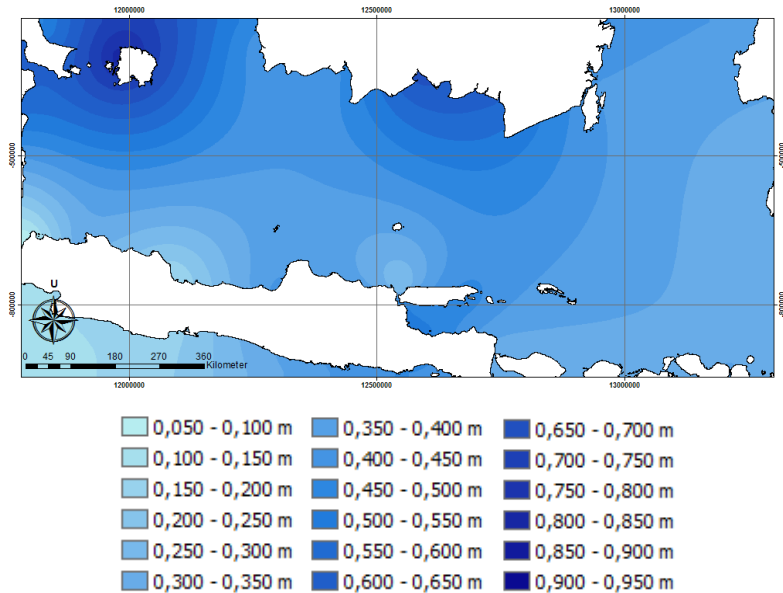 12000000 12500000 13000000
-600000 -600000
-800000 -800000
U
0 45 90 180 270 360
Kilometer
12000000 12500000 13000000
0,050 - 0,100 m 0,350 - 0,400 m 0,650 - 0,700 m
0,100 - 0,150 m 0,400 - 0,450 m 0,700 - 0,750 m
0,150 - 0,200 m 0,450 - 0,500 m 0,750 - 0,800 m
0,200 - 0,250 m 0,500 - 0,550 m 0,800 - 0,850 m
0,250 - 0,300 m 0,550 - 0,600 m 0,850 - 0,900 m
0,300 - 0,350 m 0,600 - 0,650 m 0,900 - 0,950 m